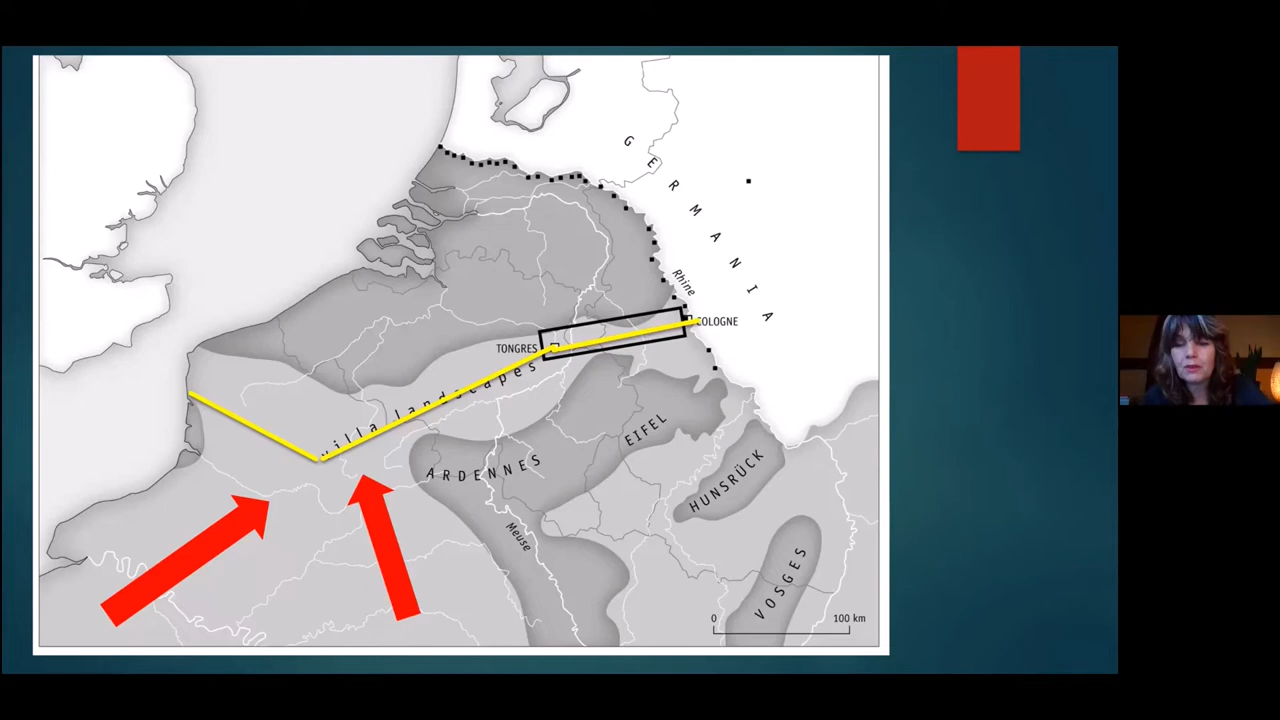 GERMANIA
Rhine
COLOGNE
TONGRES
villa landscapes
EIFEL
ARDENNES
HUNSRÜCK
Meuse
VOSGES
0 100 km